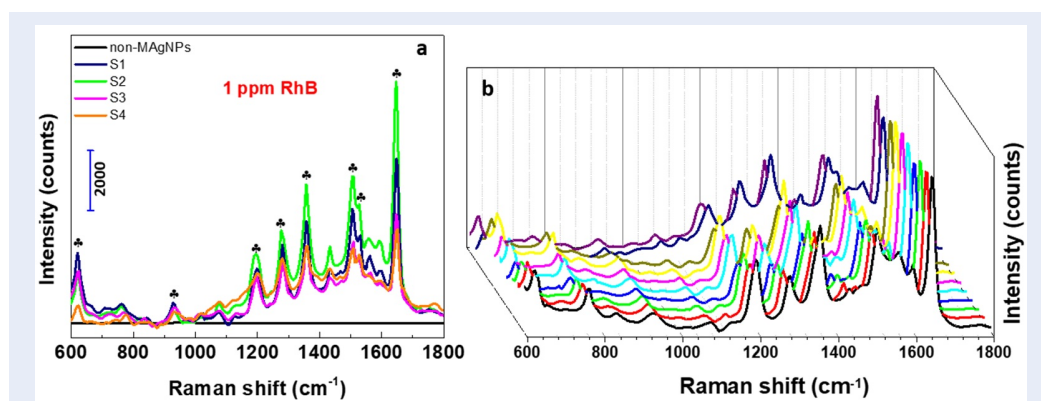 a
non-MAgNPs
S1
S2
S3
S4
1 ppm RhB
♣ ♣ ♣ ♣ ♣ ♣ ♣ ♣
2000
Intensity (counts)
600 800 1000 1200 1400 1600 1800
Raman shift (cm⁻¹)
b
Intensity (counts)
600 800 1000 1200 1400 1600 1800
Raman shift (cm⁻¹)